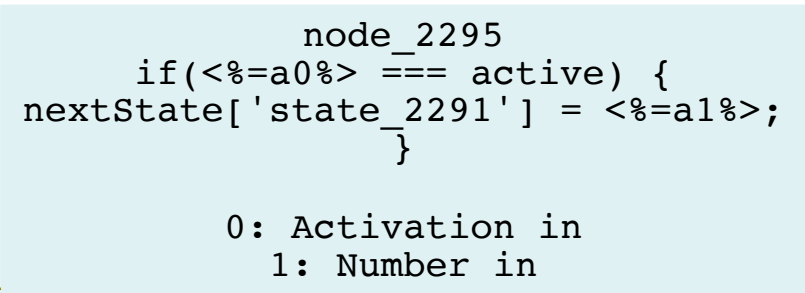 node_2295
if(<%=a0%> === active) {
nextState['state_2291'] = <%=a1%>;
}
0: Activation in
1: Number in